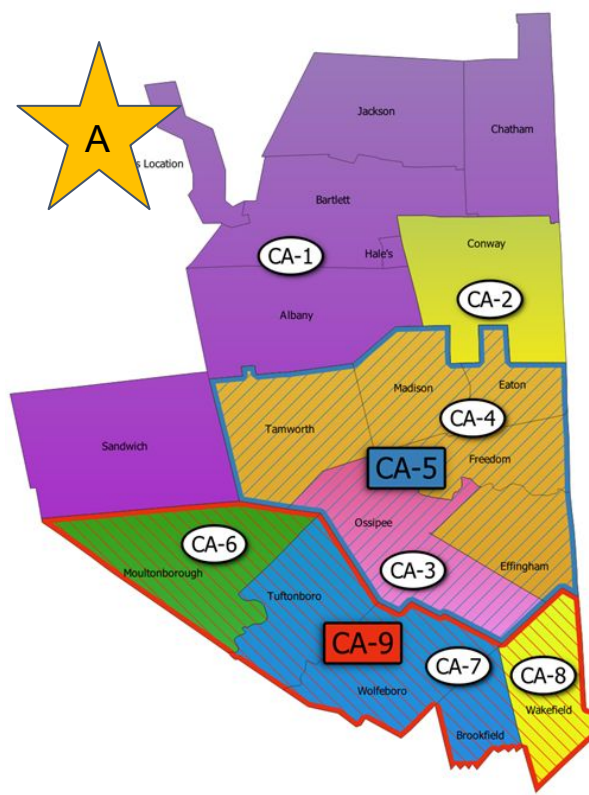 Jackson
Chatham
A
s Location
Bartlett
Conway
CA-1
Hale's
CA-2
Albany
Madison
Eaton
CA-4
Tamworth
Sandwich
CA-5
Freedom
Ossipee
CA-6
Effingham
Moultonborough
CA-3
Tuftonboro
CA-9
CA-7
CA-8
Wolfeboro
Wakefield
Brookfield